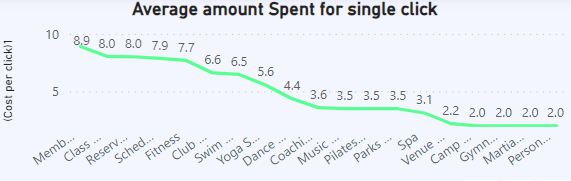 Average amount Spent for single click
(Cost per click)1
10
5
8.9 8.0 8.0 7.9 7.7 6.6 6.5 5.6 4.4 3.6 3.5 3.5 3.5 3.1 2.2 2.0 2.0 2.0 2.0
Memb... Class ... Reserv... Sched... Fitness Club ... Swim ... Yoga S... Dance ... Coachi... Music ... Pilates... Parks ... Spa Venue ... Camp ... Gymn... Martia... Person...